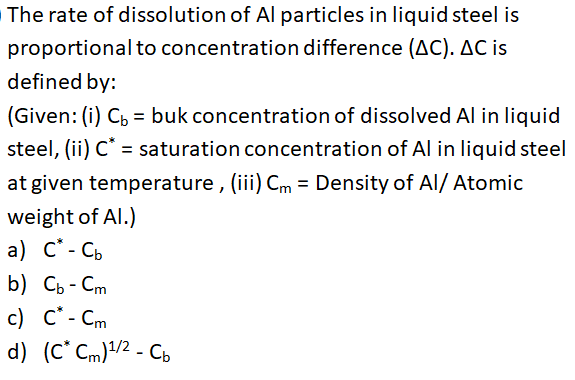 The rate of dissolution of Al particles in liquid steel is
proportional to concentration difference (ΔC). ΔC is
defined by:
(Given: (i) C_b = buk concentration of dissolved Al in liquid
steel, (ii) C^* = saturation concentration of Al in liquid steel
at given temperature , (iii) C_m = Density of Al/ Atomic
weight of Al.)
a) C^* - C_b
b) C_b - C_m
c) C^* - C_m
d) (C^* C_m)^1/2 - C_b